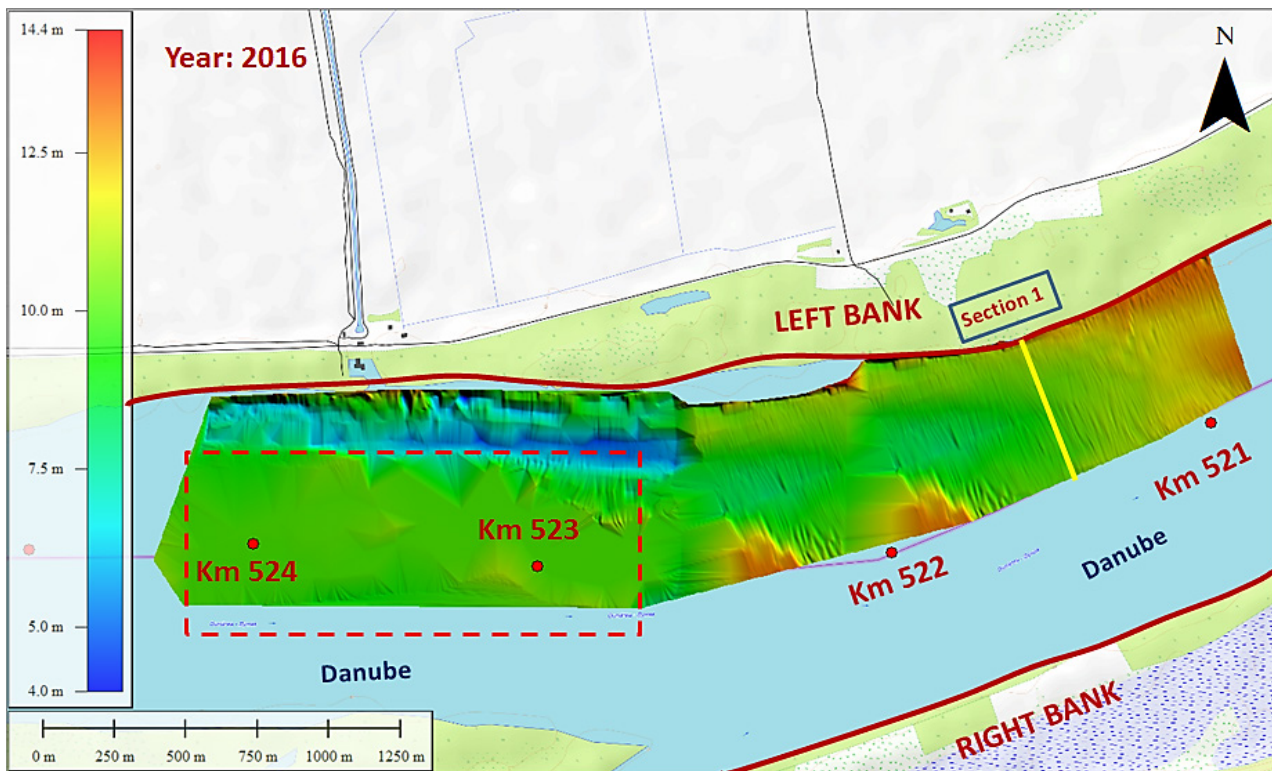 14.4 m
Year: 2016
N
12.5 m
10.0 m
LEFT BANK
Section 1
7.5 m
Km 521
Km 523
Km 524
Km 522
Danube
5.0 m
Danube
4.0 m
RIGHT BANK
0 m 250 m 500 m 750 m 1000 m 1250 m